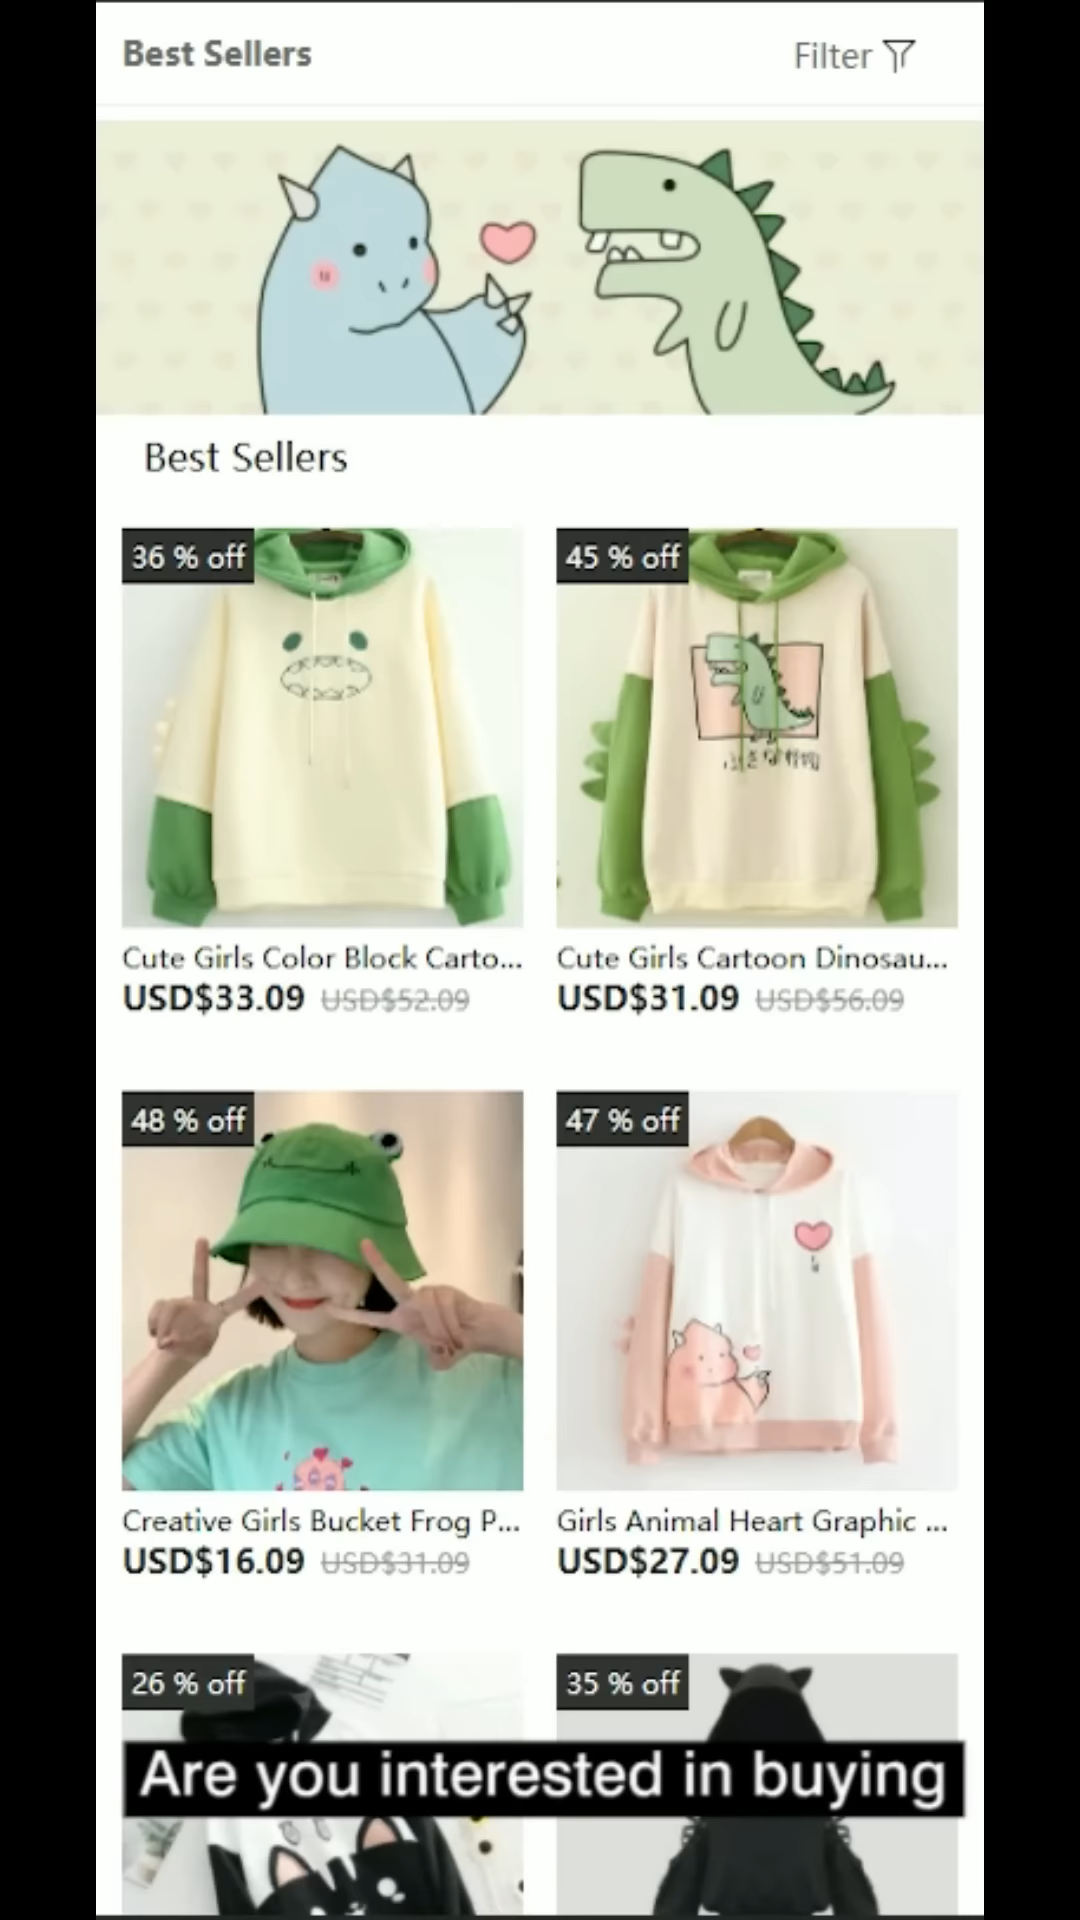 Best Sellers
Filter
Best Sellers
36 % off
45 % off
Cute Girls Color Block Carto...
Cute Girls Cartoon Dinosau...
USD$33.09 USD$52.09
USD$31.09 USD$56.09
48 % off
47 % off
Creative Girls Bucket Frog P...
Girls Animal Heart Graphic ...
USD$16.09 USD$31.09
USD$27.09 USD$51.09
26 % off
35 % off
Are you interested in buying